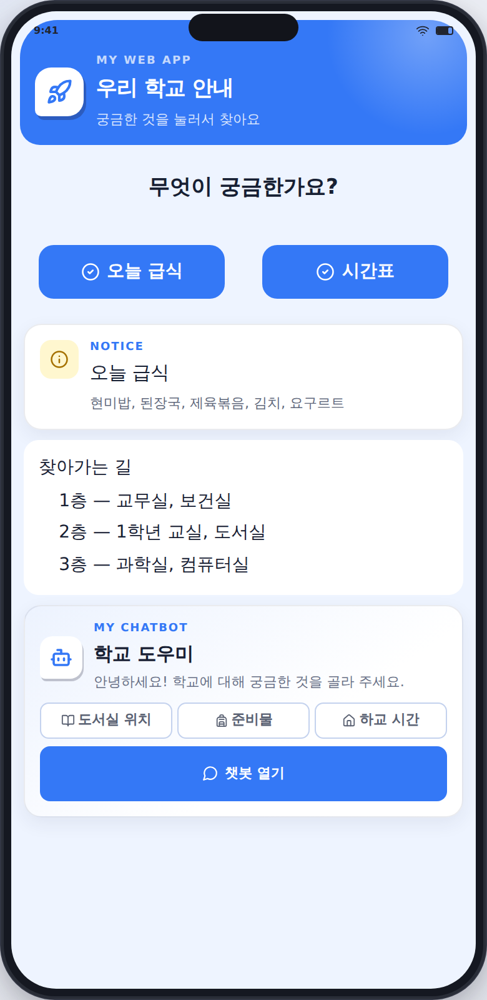 9:41
MY WEB APP
우리 학교 안내
궁금한 것을 눌러서 찾아요
무엇이 궁금한가요?
오늘 급식
시간표
NOTICE
오늘 급식
현미밥, 된장국, 제육볶음, 김치, 요구르트
찾아가는 길
1층 — 교무실, 보건실
2층 — 1학년 교실, 도서실
3층 — 과학실, 컴퓨터실
MY CHATBOT
학교 도우미
안녕하세요! 학교에 대해 궁금한 것을 골라 주세요.
도서실 위치
준비물
하교 시간
챗봇 열기